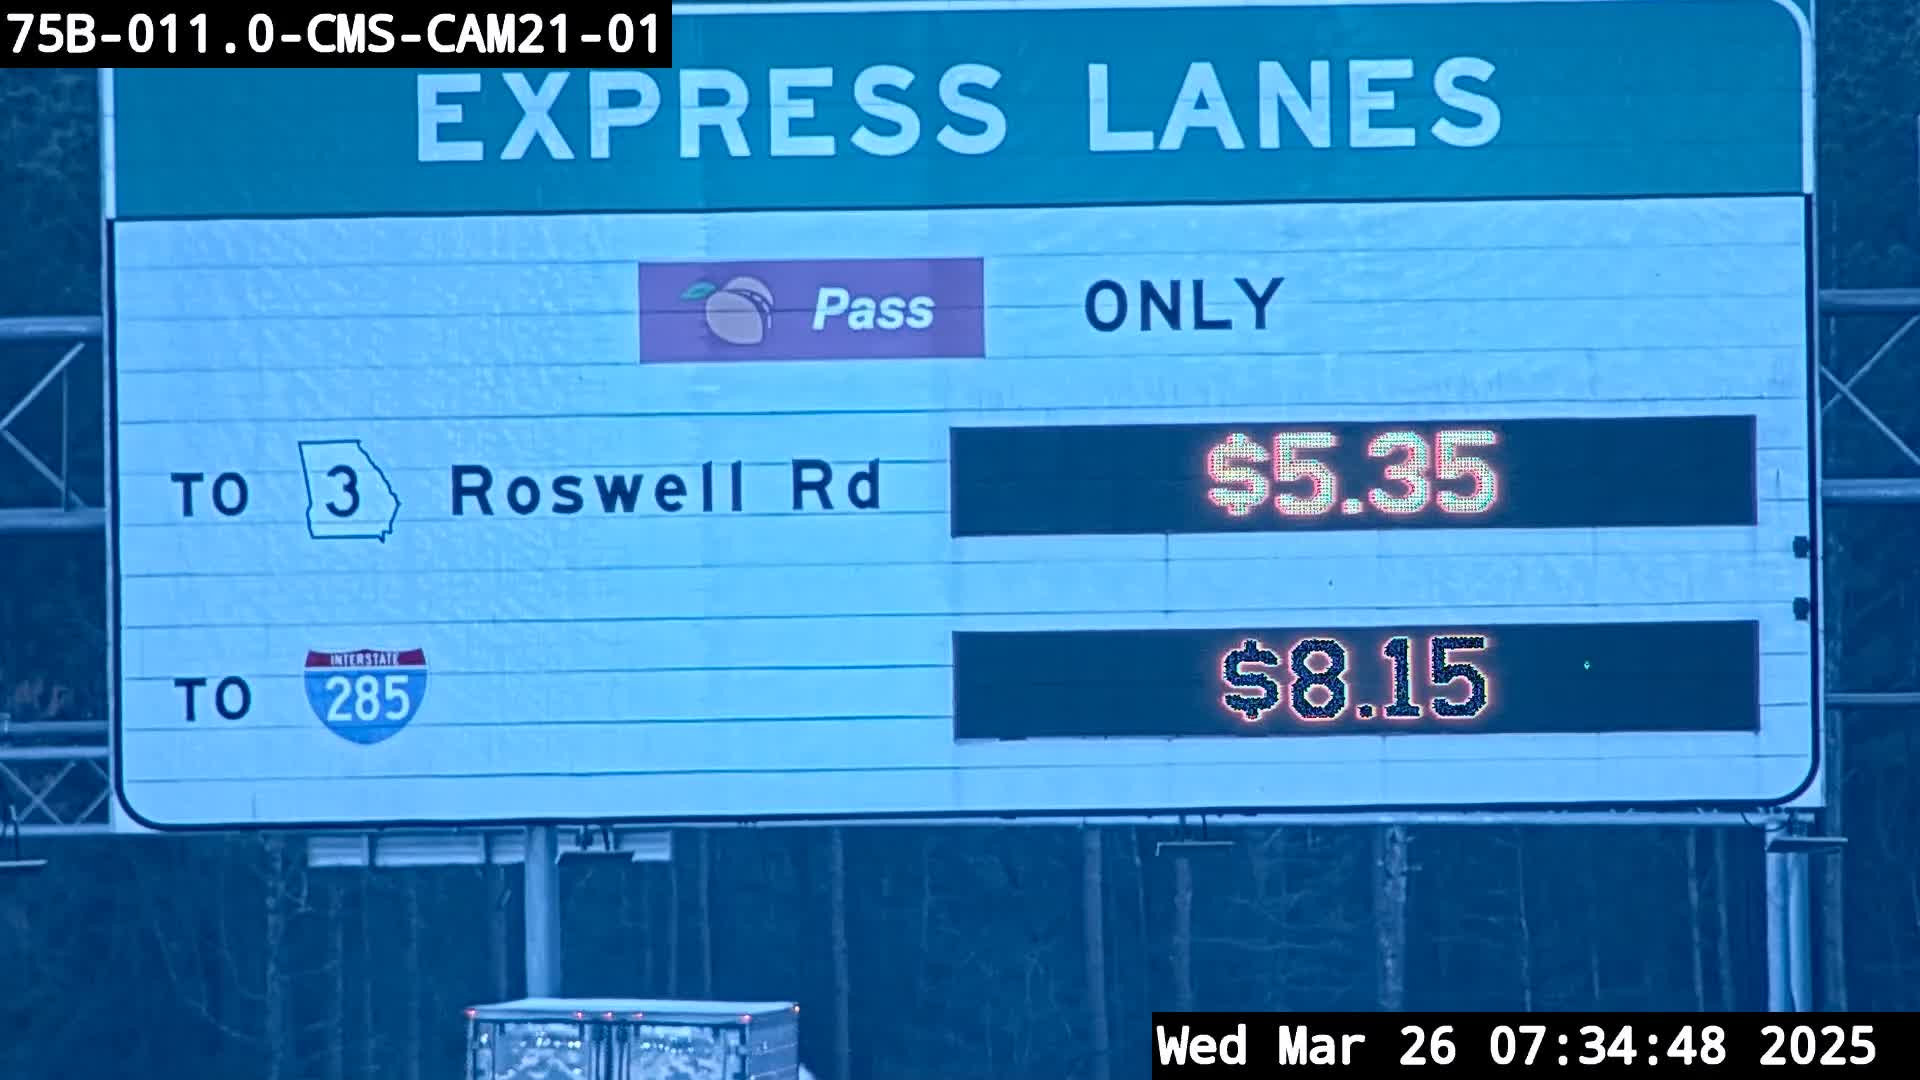 75B-011.0-CMS-CAM21-01
EXPRESS LANES
Pass ONLY
TO 3 Roswell Rd $5.35
TO INTERSTATE 285 $8.15
Wed Mar 26 07:34:48 2025